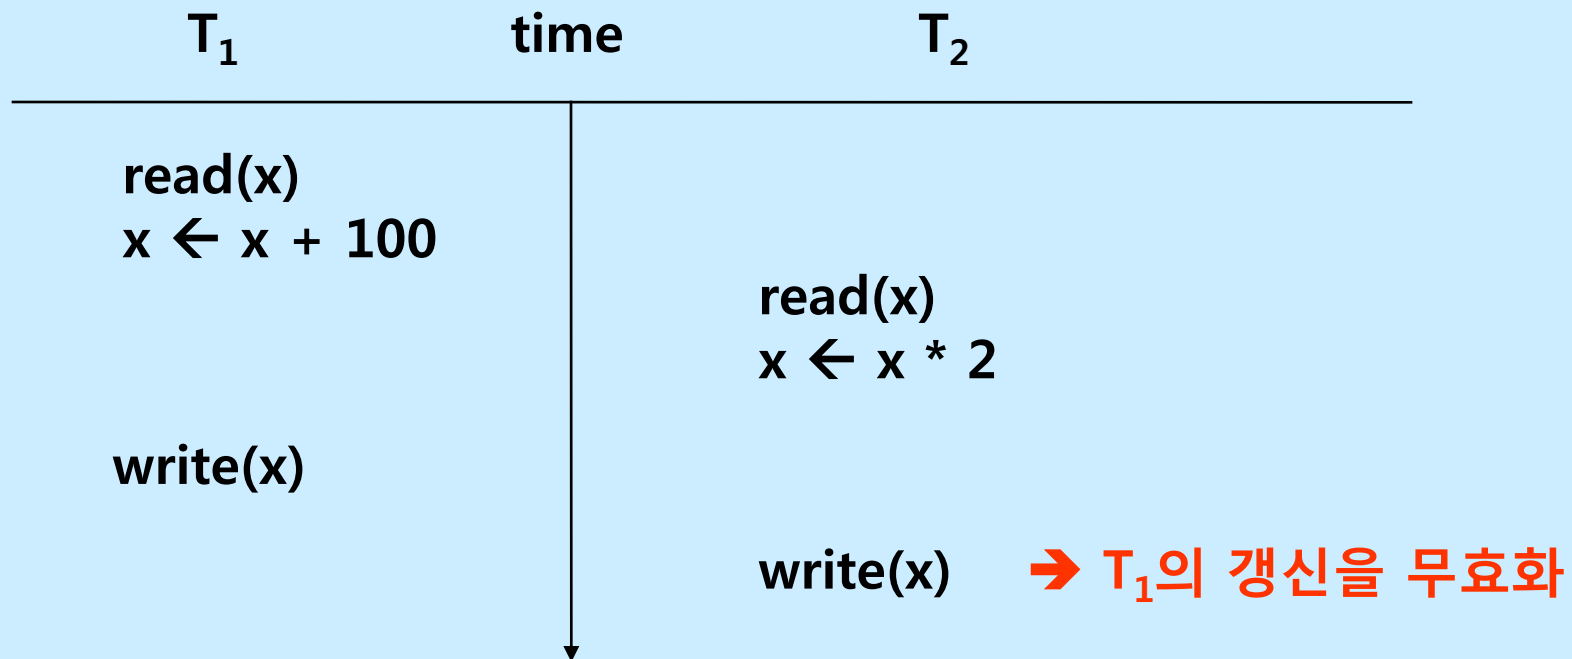 T₁ time T₂
read(x)
x ← x + 100
read(x)
x ← x * 2
write(x)
write(x) ➔ T₁의 갱신을 무효화